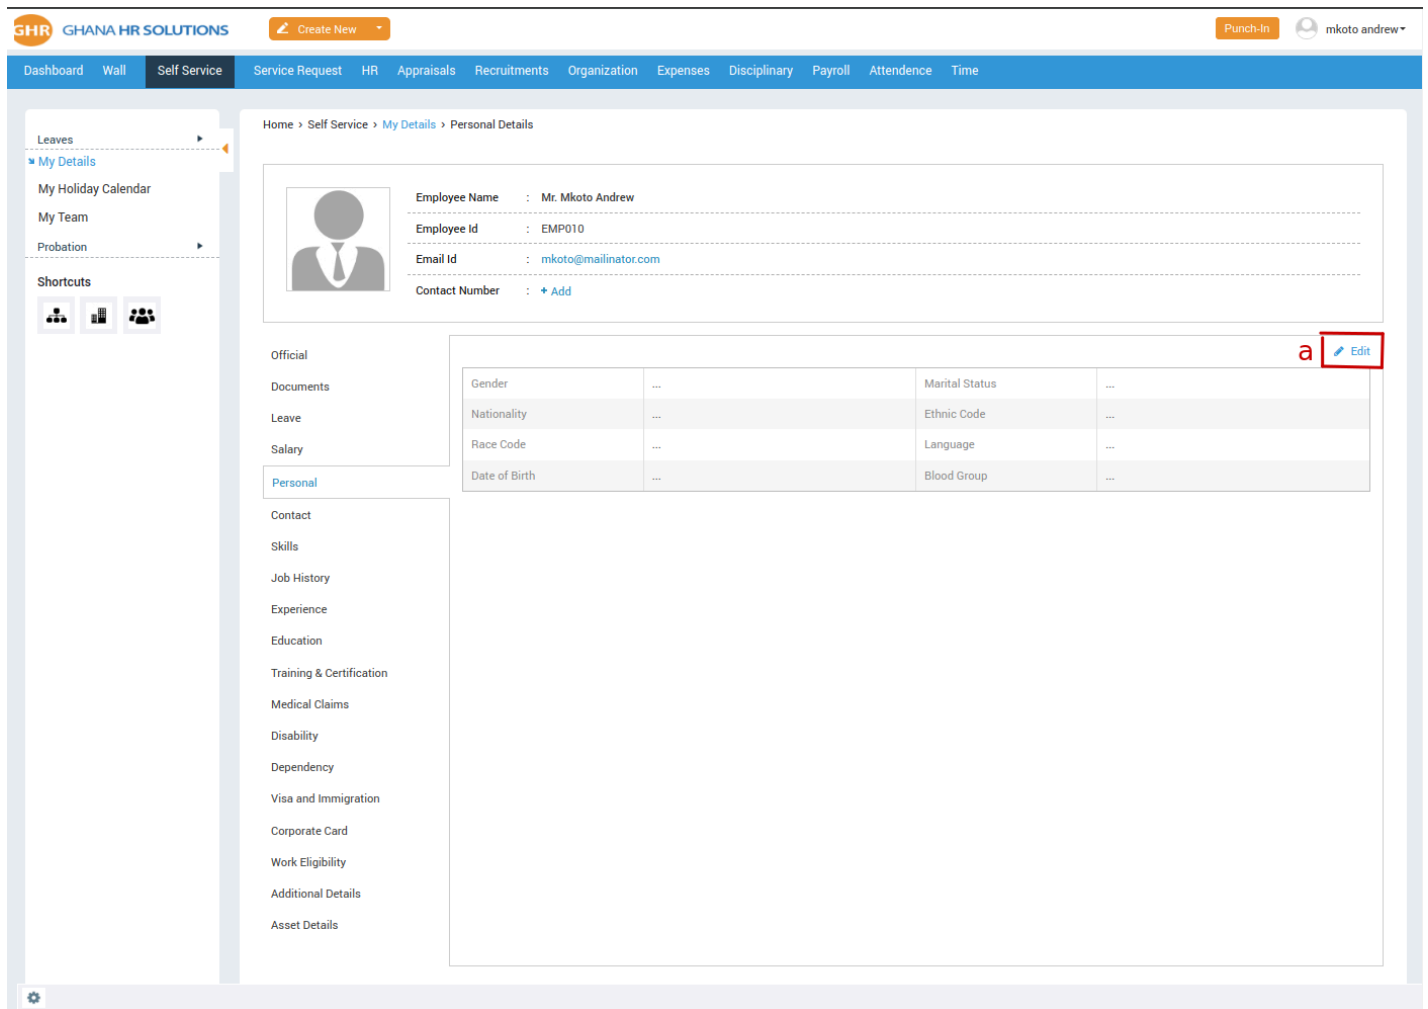 GHR GHANA HR SOLUTIONS Create New Punch-In mkoto andrew
Dashboard Wall Self Service Service Request HR Appraisals Recruitments Organization Expenses Disciplinary Payroll Attendence Time
Home › Self Service › My Details › Personal Details
Leaves
My Details
My Holiday Calendar
My Team
Probation
Shortcuts
Employee Name : Mr. Mkoto Andrew
Employee Id : EMP010
Email Id : mkoto@mailinator.com
Contact Number : + Add
Official
Documents
Leave
Salary
Personal
Contact
Skills
Job History
Experience
Education
Training & Certification
Medical Claims
Disability
Dependency
Visa and Immigration
Corporate Card
Work Eligibility
Additional Details
Asset Details
a Edit
Gender ... Marital Status ...
Nationality ... Ethnic Code ...
Race Code ... Language ...
Date of Birth ... Blood Group ...